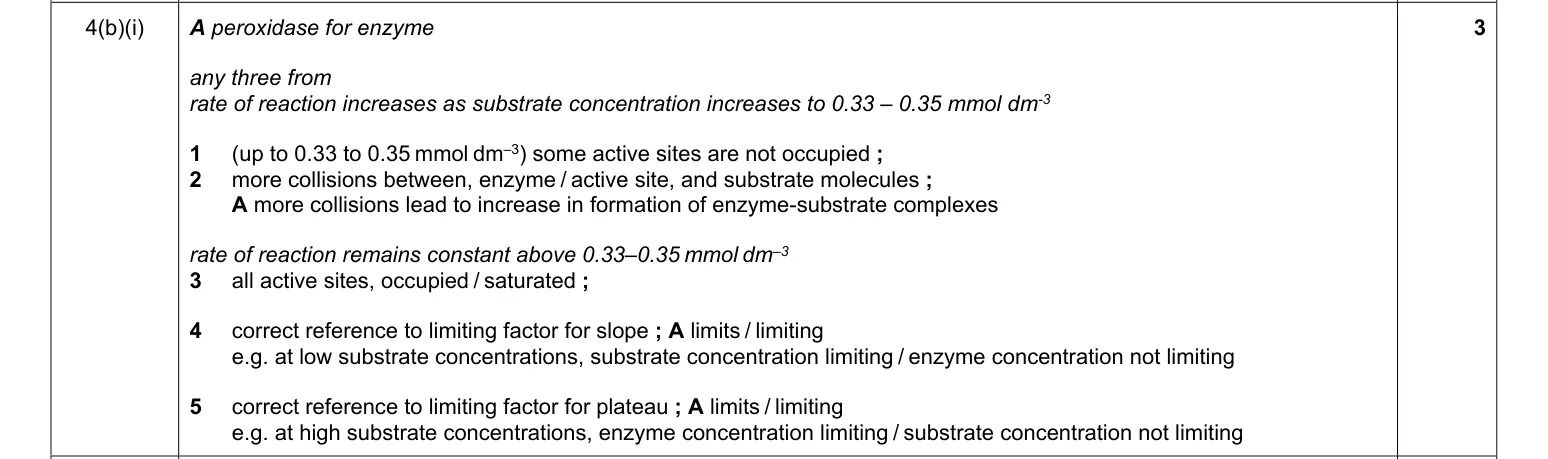 4(b)(i)
A peroxidase for enzyme
3
any three from
rate of reaction increases as substrate concentration increases to 0.33 – 0.35 mmol dm-3
1 (up to 0.33 to 0.35 mmol dm–3) some active sites are not occupied ;
2 more collisions between, enzyme / active site, and substrate molecules ;
A more collisions lead to increase in formation of enzyme-substrate complexes
rate of reaction remains constant above 0.33–0.35 mmol dm–3
3 all active sites, occupied / saturated ;
4 correct reference to limiting factor for slope ; A limits / limiting
e.g. at low substrate concentrations, substrate concentration limiting / enzyme concentration not limiting
5 correct reference to limiting factor for plateau ; A limits / limiting
e.g. at high substrate concentrations, enzyme concentration limiting / substrate concentration not limiting